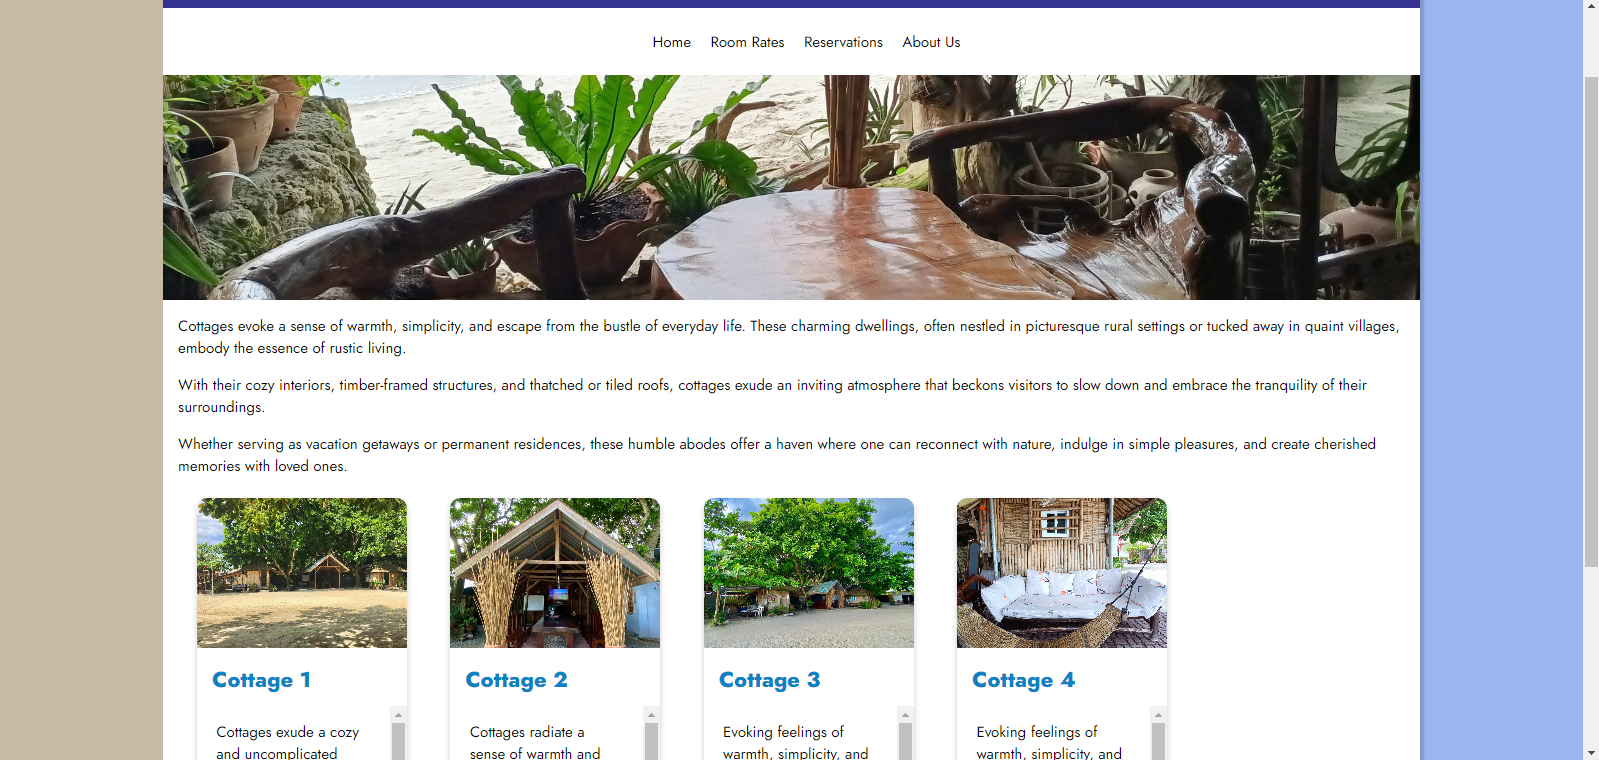 Home Room Rates Reservations About Us
Cottages evoke a sense of warmth, simplicity, and escape from the bustle of everyday life. These charming dwellings, often nestled in picturesque rural settings or tucked away in quaint villages,
embody the essence of rustic living.
With their cozy interiors, timber-framed structures, and thatched or tiled roofs, cottages exude an inviting atmosphere that beckons visitors to slow down and embrace the tranquility of their
surroundings.
Whether serving as vacation getaways or permanent residences, these humble abodes offer a haven where one can reconnect with nature, indulge in simple pleasures, and create cherished
memories with loved ones.
Cottage 1
Cottages exude a cozy
and uncomplicated
Cottage 2
Cottages radiate a
sense of warmth and
Cottage 3
Evoking feelings of
warmth, simplicity, and
Cottage 4
Evoking feelings of
warmth, simplicity, and